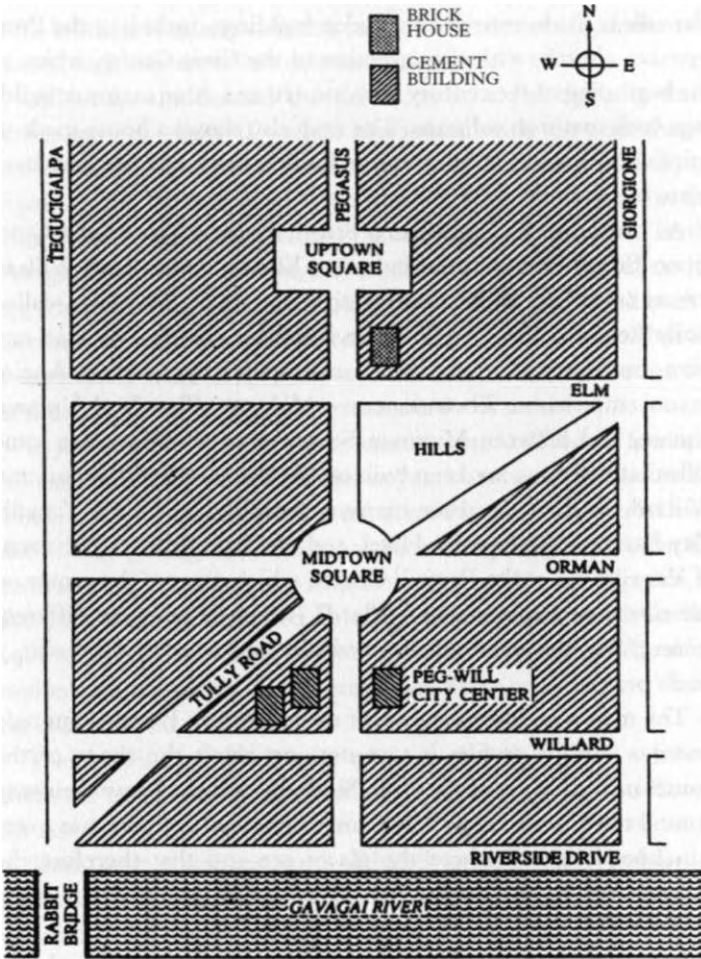 BRICK
HOUSE
CEMENT
BUILDING
N
W
E
S
TEGUCIGALPA
PEGASUS
GIORGIONE
UPTOWN
SQUARE
ELM
HILLS
MIDTOWN
SQUARE
ORMAN
TULLY ROAD
PEG-WILL
CITY CENTER
WILLARD
RIVERSIDE DRIVE
RABBIT
BRIDGE
GAVAGAI RIVER